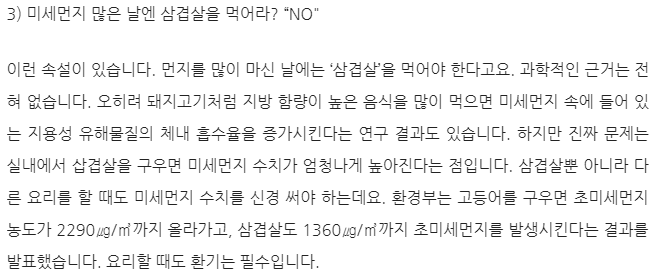 3) 미세먼지 많은 날엔 삼겹살을 먹어라? “NO"
이런 속설이 있습니다. 먼지를 많이 마신 날에는 ‘삼겹살’을 먹어야 한다고요. 과학적인 근거는 전
혀 없습니다. 오히려 돼지고기처럼 지방 함량이 높은 음식을 많이 먹으면 미세먼지 속에 들어 있
는 지용성 유해물질의 체내 흡수율을 증가시킨다는 연구 결과도 있습니다. 하지만 진짜 문제는
실내에서 삽겹살을 구우면 미세먼지 수치가 엄청나게 높아진다는 점입니다. 삼겹살뿐 아니라 다
른 요리를 할 때도 미세먼지 수치를 신경 써야 하는데요. 환경부는 고등어를 구우면 초미세먼지
농도가 2290㎍/㎥까지 올라가고, 삼겹살도 1360㎍/㎥까지 초미세먼지를 발생시킨다는 결과를
발표했습니다. 요리할 때도 환기는 필수입니다.